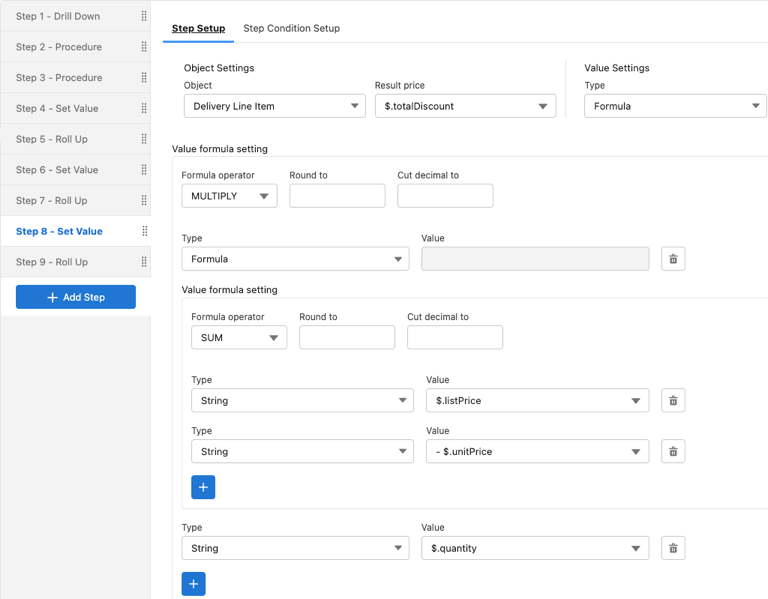 Step 1 - Drill Down
Step 2 - Procedure
Step 3 - Procedure
Step 4 - Set Value
Step 5 - Roll Up
Step 6 - Set Value
Step 7 - Roll Up
Step 8 - Set Value
Step 9 - Roll Up
+ Add Step
Step Setup Step Condition Setup
Object Settings
Object Result price
Delivery Line Item $.totalDiscount
Value Settings
Type
Formula
Value formula setting
Formula operator Round to Cut decimal to
MULTIPLY
Type Value
Formula
Value formula setting
Formula operator Round to Cut decimal to
SUM
Type Value
String $.listPrice
Type Value
String - $.unitPrice
+
Type Value
String $.quantity
+